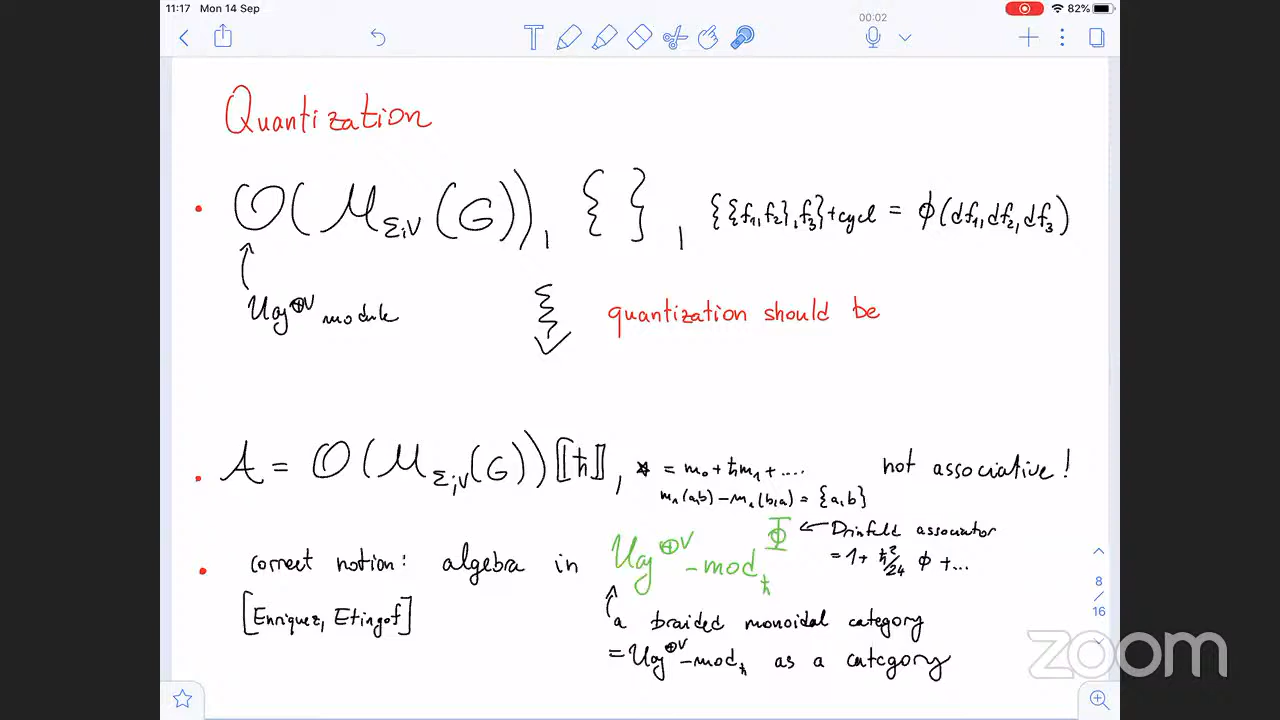 11:17 Mon 14 Sep
82%
00:02
Quantization
• O(M_{Σ,V}(G)), { }, {{f₁,f₂},f₃}+cycl = ϕ(df₁,df₂,df₃)
U𝔤^{⊕V} module
quantization should be
• A = O(M_{Σ,V}(G))⟦ħ⟧, * = m₀+ħm₁+.... not associative!
m₁(a,b)−m₁(b,a) = {a,b}
• correct notion: algebra in U𝔤^{⊕V}-mod_ħ^Φ ← Drinfeld associator
= 1+ ħ²/24 ϕ +...
[Enriquez, Etingof]
a braided monoidal category
= U𝔤^{⊕V}-mod_ħ as a category
8
/
16
zoom